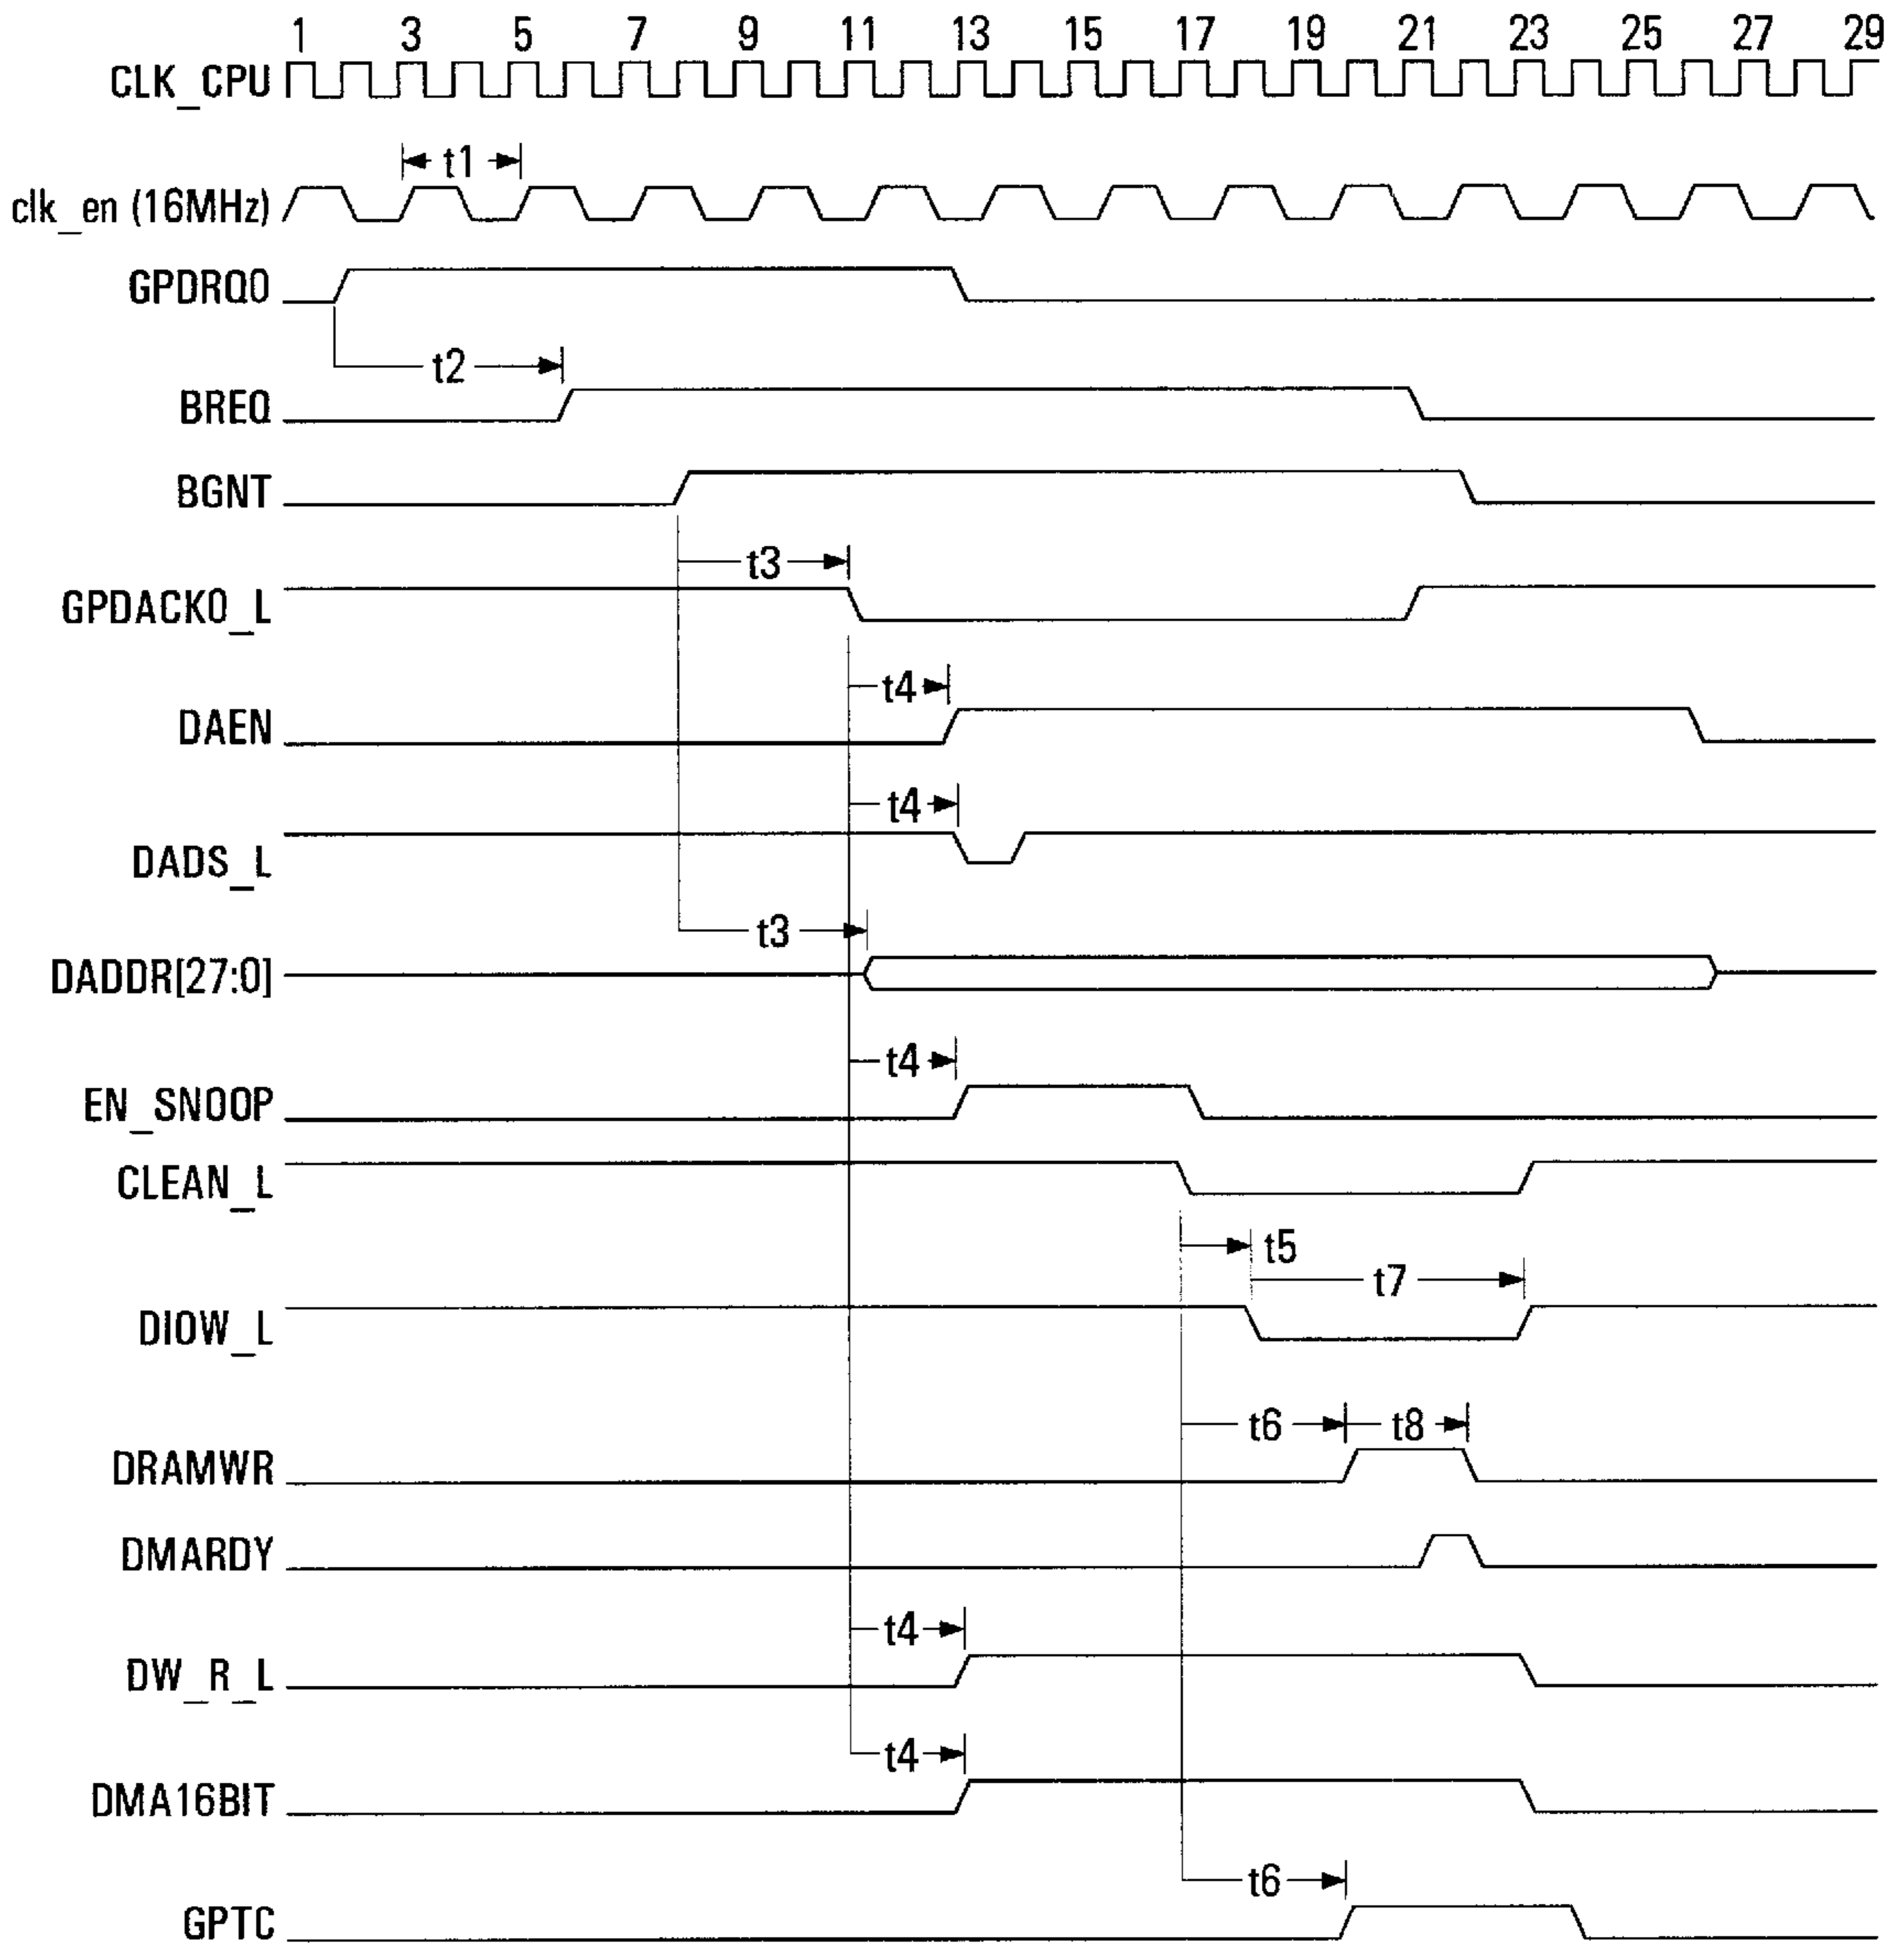 1 3 5 7 9 11 13 15 17 19 21 23 25 27 29
CLK_CPU
t1
clk_en (16MHz)
GPDRQ0
t2
BREQ
BGNT
t3
GPDACK0_L
t4
DAEN
t4
DADS_L
t3
DADDR[27:0]
t4
EN_SNOOP
CLEAN_L
t5
t7
DIOW_L
t6 t8
DRAMWR
DMARDY
t4
DW_R_L
t4
DMA16BIT
t6
GPTC